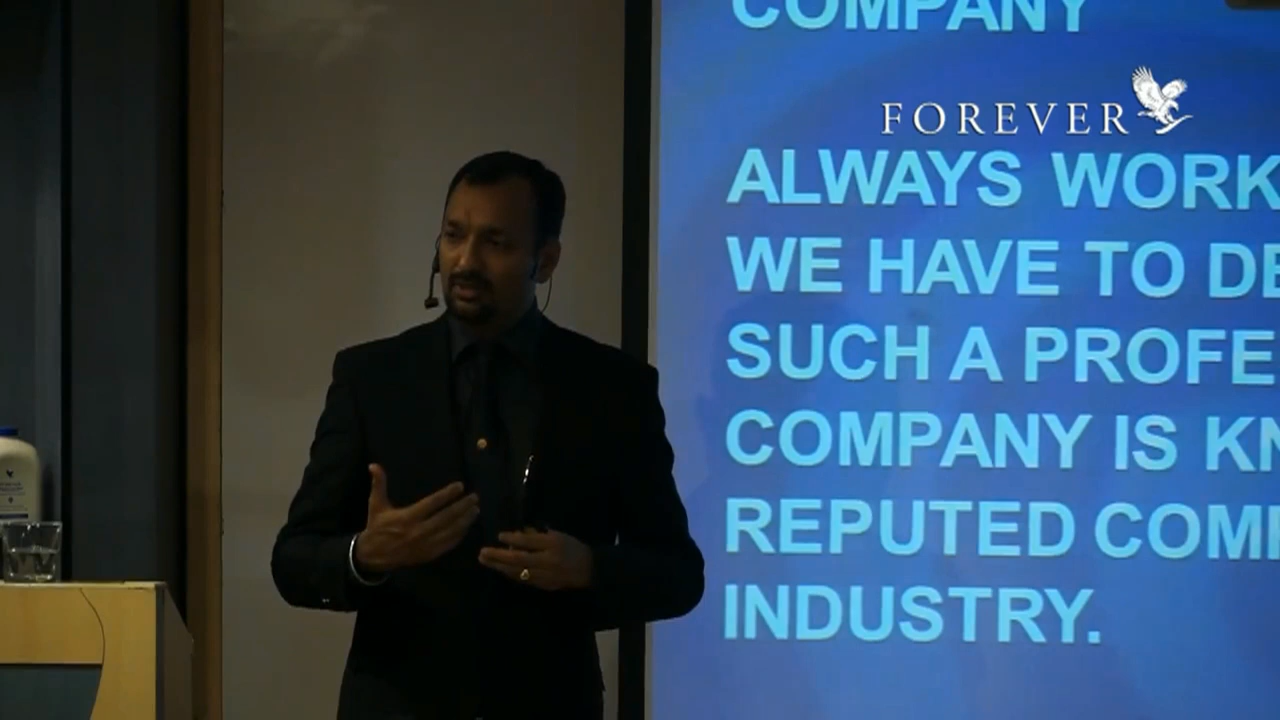 COMPANY
FOREVER
ALWAYS WORK
WE HAVE TO DE
SUCH A PROFE
COMPANY IS KN
REPUTED COM
INDUSTRY.